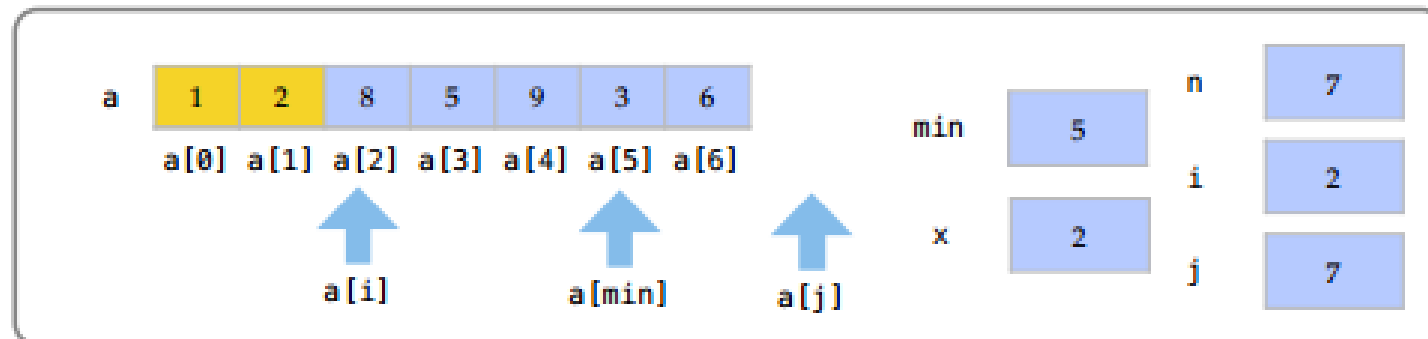 a 1 2 8 5 9 3 6
a[0] a[1] a[2] a[3] a[4] a[5] a[6]
a[i] a[min] a[j]
min 5
x 2
n 7
i 2
j 7